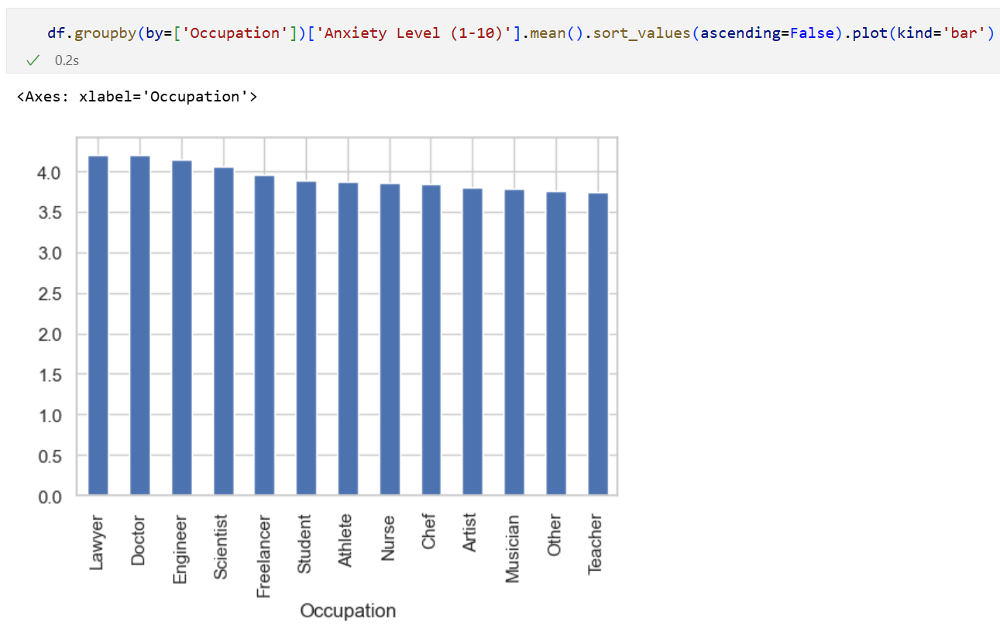 df.groupby(by=['Occupation'])['Anxiety Level (1-10)'].mean().sort_values(ascending=False).plot(kind='bar')
0.2s
<Axes: xlabel='Occupation'>
4.0
3.5
3.0
2.5
2.0
1.5
1.0
0.5
0.0
Lawyer
Doctor
Engineer
Scientist
Freelancer
Student
Athlete
Nurse
Chef
Artist
Musician
Other
Teacher
Occupation